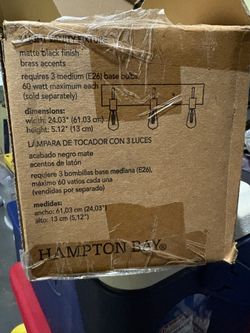 VANITY FIXTURE
matte black finish
brass accents
requires 3 medium (E26) base bulbs
60 watt maximum each
(sold separately)
dimensions:
width: 24.03" (61,03 cm)
height: 5.12" (13 cm)
LÁMPARA DE TOCADOR CON 3 LUCES
acabado negro mate
acentos de latón
requiere 3 bombillas base mediana (E26),
máximo 60 vatios cada una
(vendidas por separado)
medidas:
ancho: 61,03 cm (24,03")
alto: 13 cm (5,12")
HAMPTON BAY®